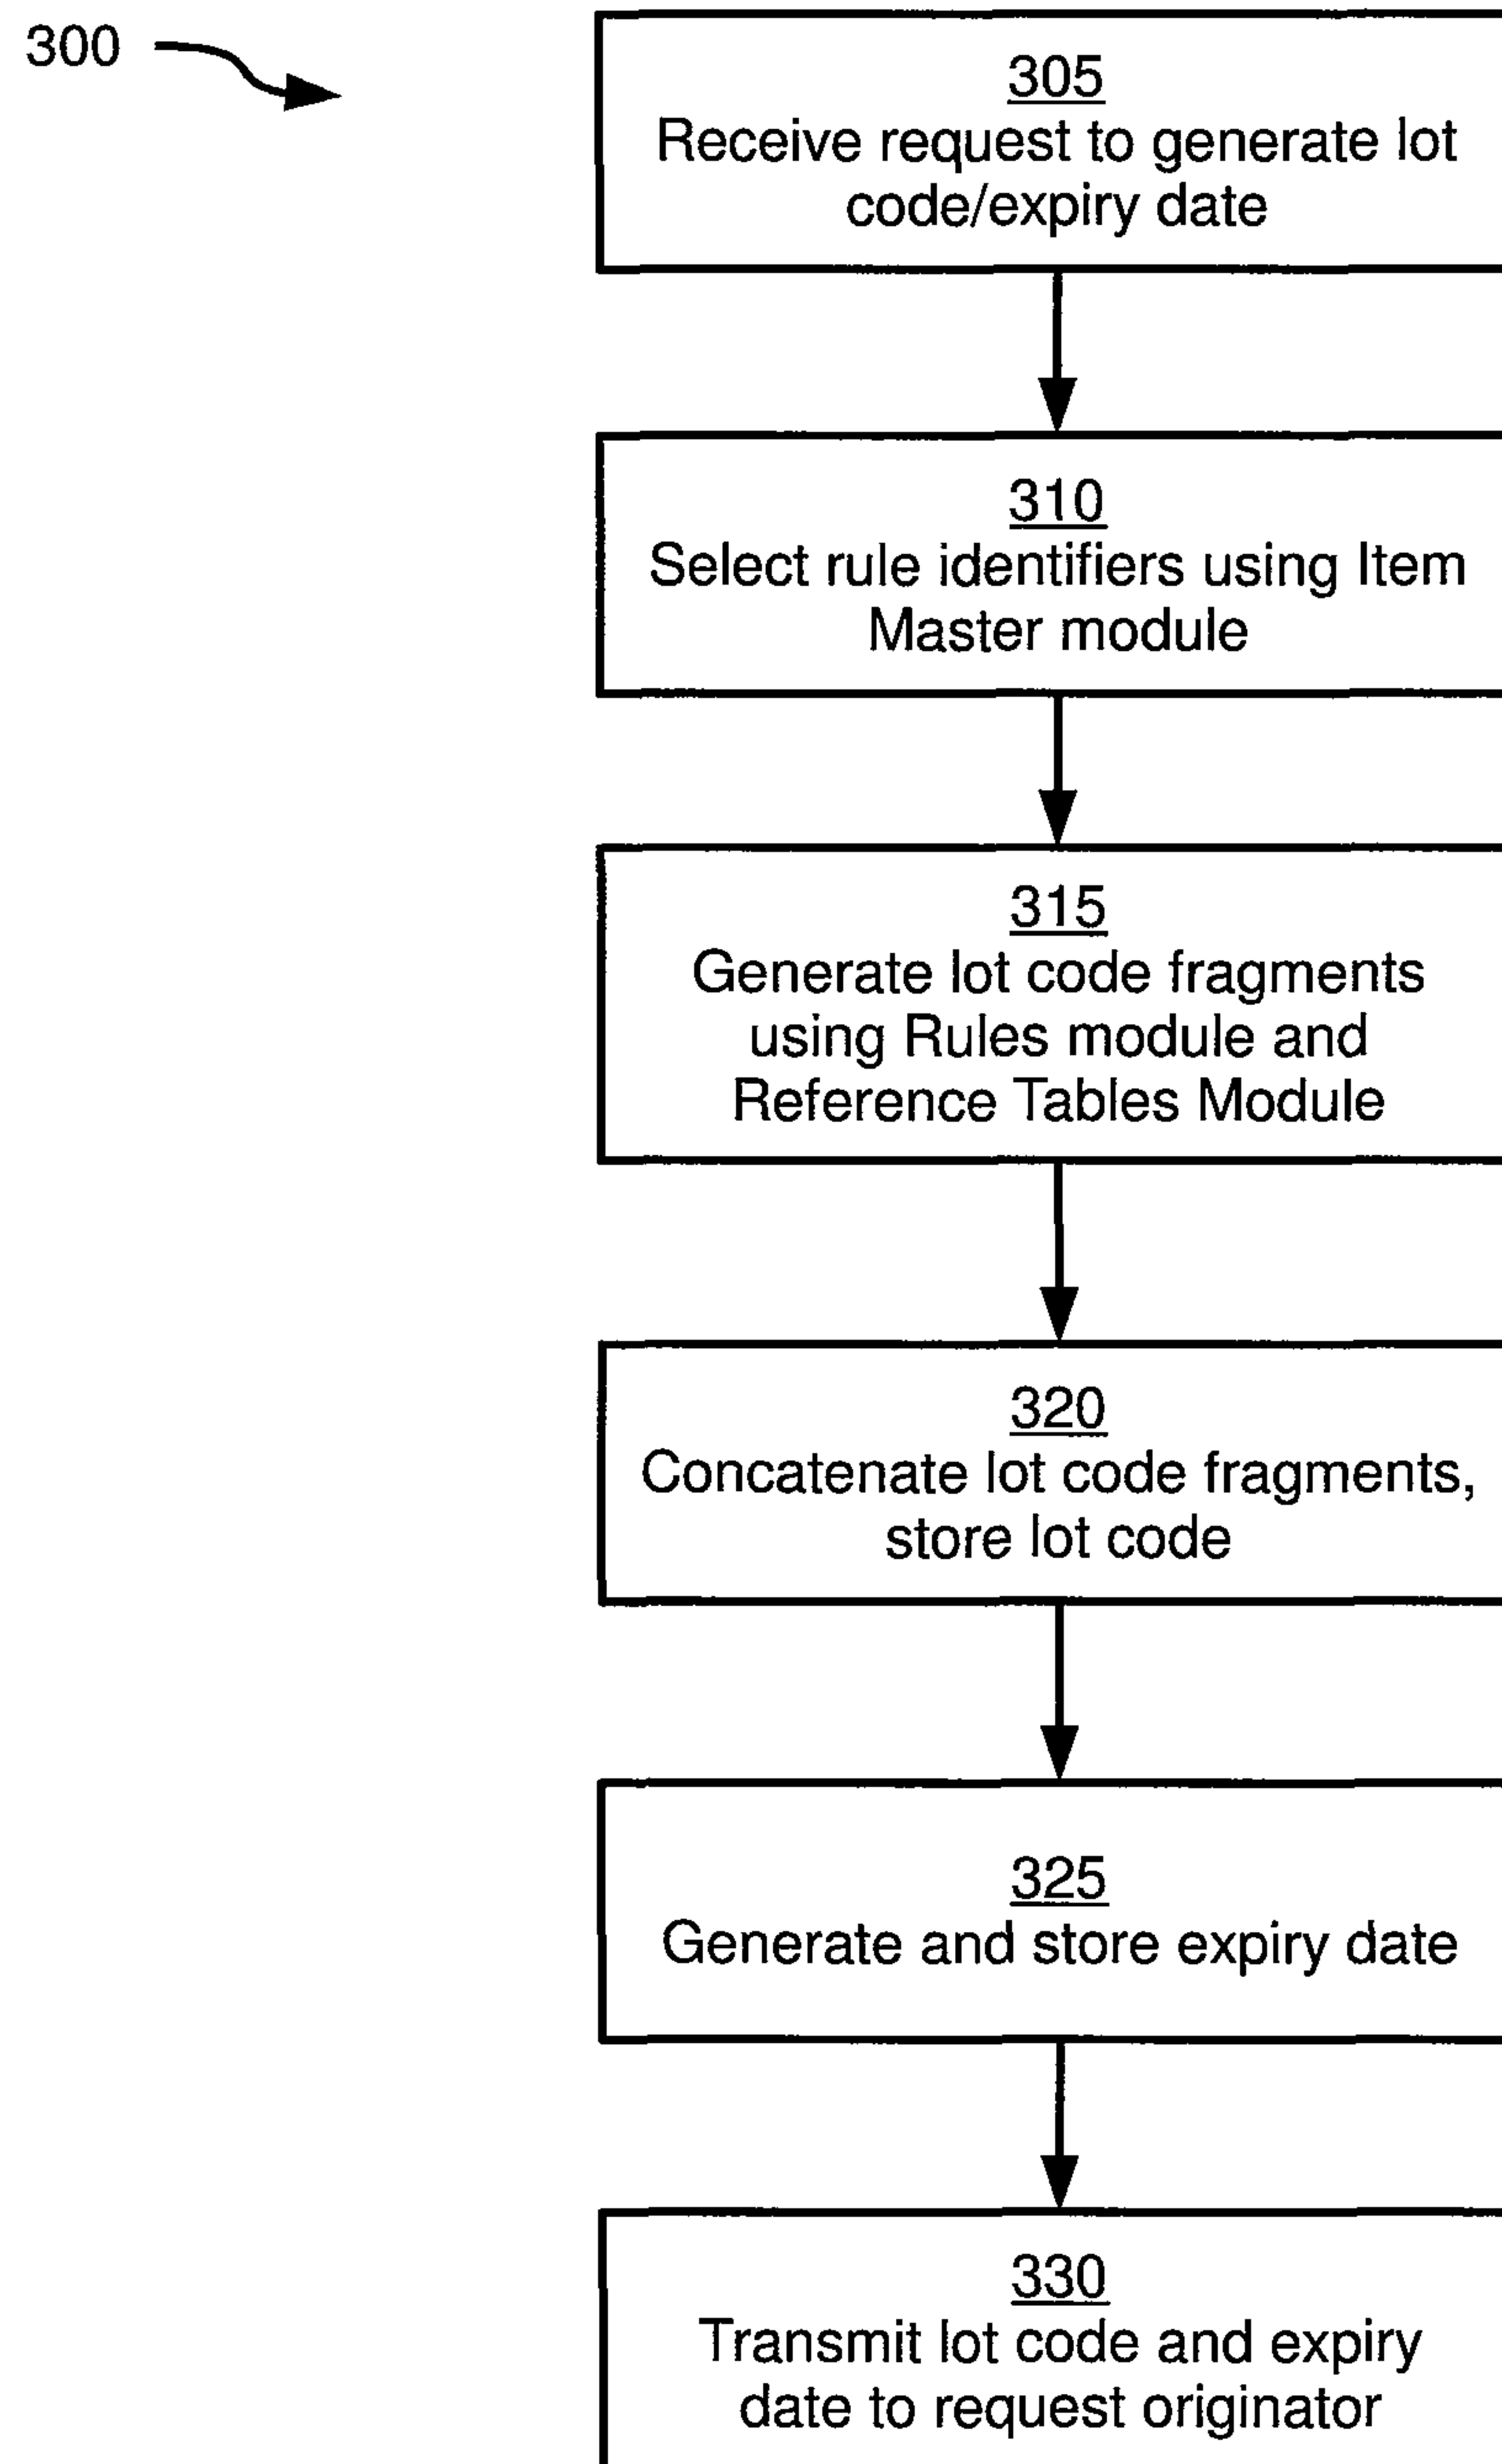 300
305
Receive request to generate lot
code/expiry date
310
Select rule identifiers using Item
Master module
315
Generate lot code fragments
using Rules module and
Reference Tables Module
320
Concatenate lot code fragments,
store lot code
325
Generate and store expiry date
330
Transmit lot code and expiry
date to request originator